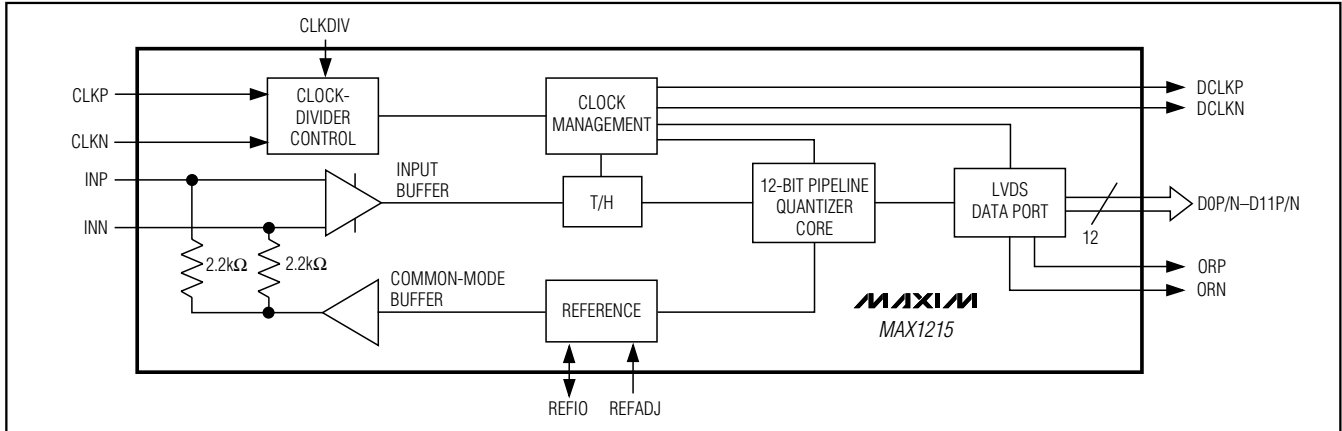 CLKDIV
CLKP
CLKN
CLOCK-
DIVIDER
CONTROL
CLOCK
MANAGEMENT
DCLKP
DCLKN
INP
INN
INPUT
BUFFER
T/H
12-BIT PIPELINE
QUANTIZER
CORE
LVDS
DATA PORT
12
D0P/N–D11P/N
2.2kΩ
2.2kΩ
COMMON-MODE
BUFFER
REFERENCE
ORP
ORN
MAXIM
MAX1215
REFIO
REFADJ